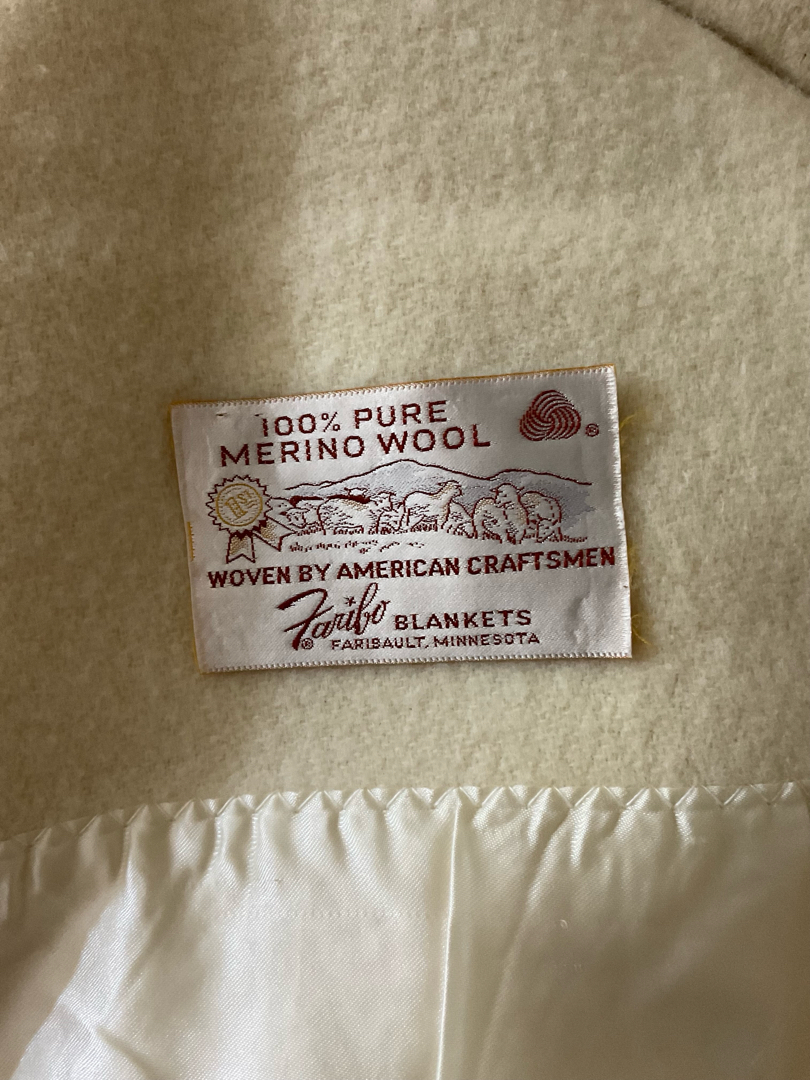 100% PURE
MERINO WOOL
®
WOVEN BY AMERICAN CRAFTSMEN
Faribo BLANKETS
® FARIBAULT, MINNESOTA